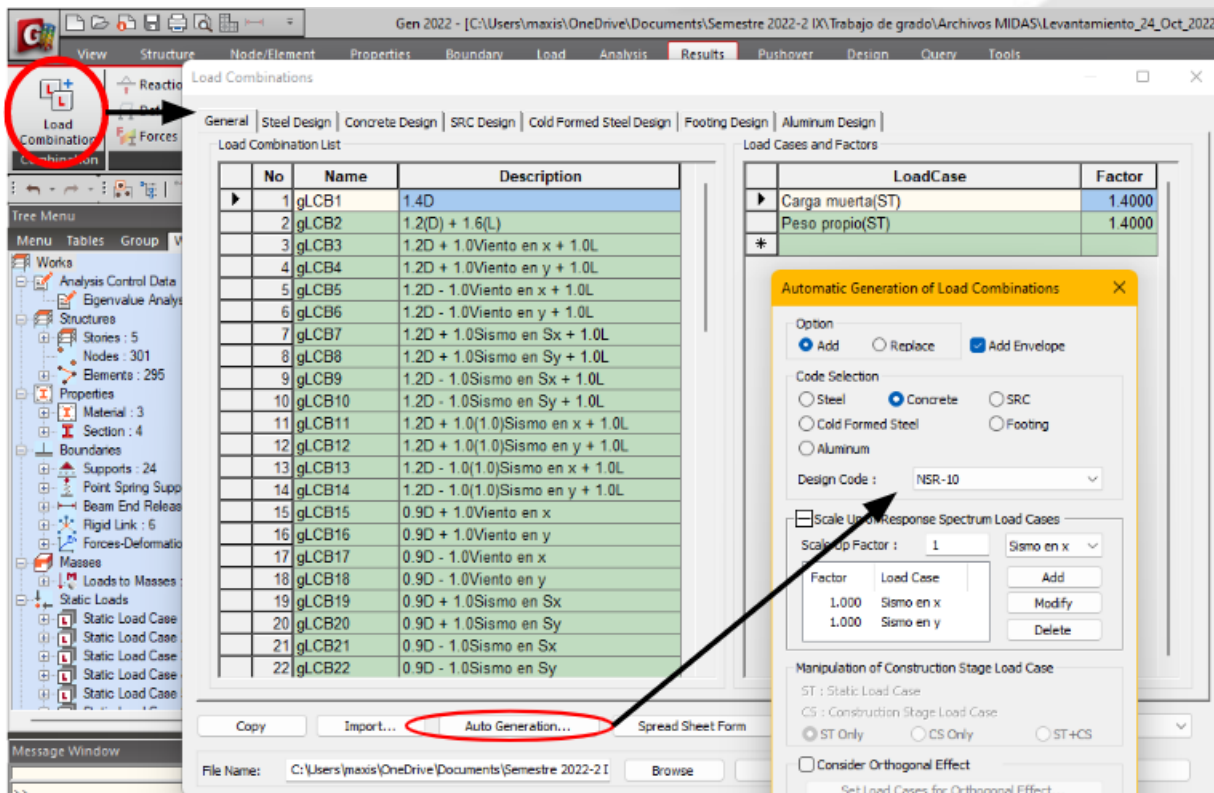 Gen 2022 - [C:\Users\maxis\OneDrive\Documents\Semestre 2022-2 IX\Trabajo de grado\Archivos MIDAS\Levantamiento_24_Oct_2022
View Structure Node/Element Properties Boundary Load Analysis Results Pushover Design Query Tools
Load Combination
Reactio
Forces
Combination
Tree Menu
Menu Tables Group W
Works
Analysis Control Data
Eigenvalue Analys
Structures
Stories : 5
Nodes : 301
Elements : 295
Properties
Material : 3
Section : 4
Boundaries
Supports : 24
Point Spring Supp
Beam End Releas
Rigid Link : 6
Forces-Deformatio
Masses
Loads to Masses :
Static Loads
Static Load Case
Static Load Case
Static Load Case
Static Load Case
Static Load Case
Message Window
>>
Load Combinations
General Steel Design Concrete Design SRC Design Cold Formed Steel Design Footing Design Aluminum Design
Load Combination List
No Name Description
1 gLCB1 1.4D
2 gLCB2 1.2(D) + 1.6(L)
3 gLCB3 1.2D + 1.0Viento en x + 1.0L
4 gLCB4 1.2D + 1.0Viento en y + 1.0L
5 gLCB5 1.2D - 1.0Viento en x + 1.0L
6 gLCB6 1.2D - 1.0Viento en y + 1.0L
7 gLCB7 1.2D + 1.0Sismo en Sx + 1.0L
8 gLCB8 1.2D + 1.0Sismo en Sy + 1.0L
9 gLCB9 1.2D - 1.0Sismo en Sx + 1.0L
10 gLCB10 1.2D - 1.0Sismo en Sy + 1.0L
11 gLCB11 1.2D + 1.0(1.0)Sismo en x + 1.0L
12 gLCB12 1.2D + 1.0(1.0)Sismo en y + 1.0L
13 gLCB13 1.2D - 1.0(1.0)Sismo en x + 1.0L
14 gLCB14 1.2D - 1.0(1.0)Sismo en y + 1.0L
15 gLCB15 0.9D + 1.0Viento en x
16 gLCB16 0.9D + 1.0Viento en y
17 gLCB17 0.9D - 1.0Viento en x
18 gLCB18 0.9D - 1.0Viento en y
19 gLCB19 0.9D + 1.0Sismo en Sx
20 gLCB20 0.9D + 1.0Sismo en Sy
21 gLCB21 0.9D - 1.0Sismo en Sx
22 gLCB22 0.9D - 1.0Sismo en Sy
Load Cases and Factors
LoadCase Factor
Carga muerta(ST) 1.4000
Peso propio(ST) 1.4000
Copy Import... Auto Generation... Spread Sheet Form
File Name: C:\Users\maxis\OneDrive\Documents\Semestre 2022-2 I Browse
Automatic Generation of Load Combinations
Option
Add Replace Add Envelope
Code Selection
Steel Concrete SRC
Cold Formed Steel Footing
Aluminum
Design Code : NSR-10
Scale Up of Response Spectrum Load Cases
Scale Up Factor : 1 Sismo en x
Factor Load Case Add
1.000 Sismo en x Modify
1.000 Sismo en y Delete
Manipulation of Construction Stage Load Case
ST : Static Load Case
CS : Construction Stage Load Case
ST Only CS Only ST+CS
Consider Orthogonal Effect
Set Load Cases for Orthogonal Effect